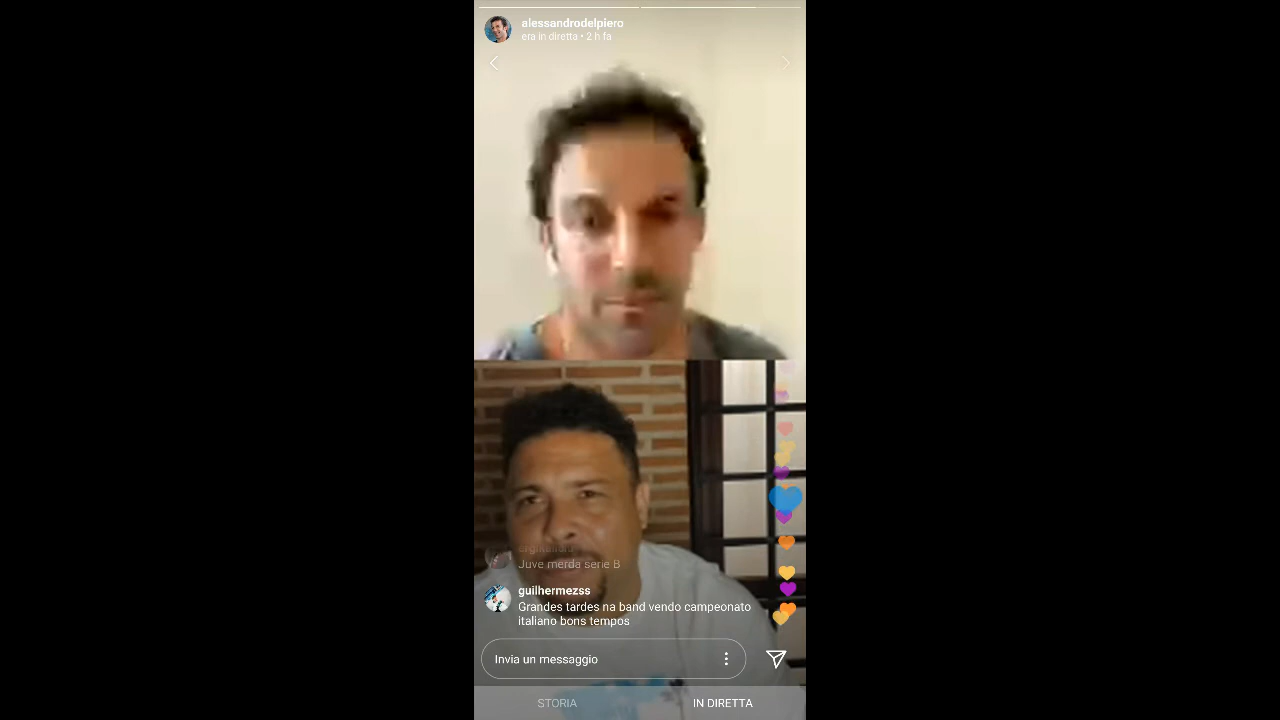 alessandrodelpiero
era in diretta • 2 h fa
Juve merda serie B
guilhermezss
Grandes tardes na band vendo campeonato
italiano bons tempos
Invia un messaggio
STORIA
IN DIRETTA